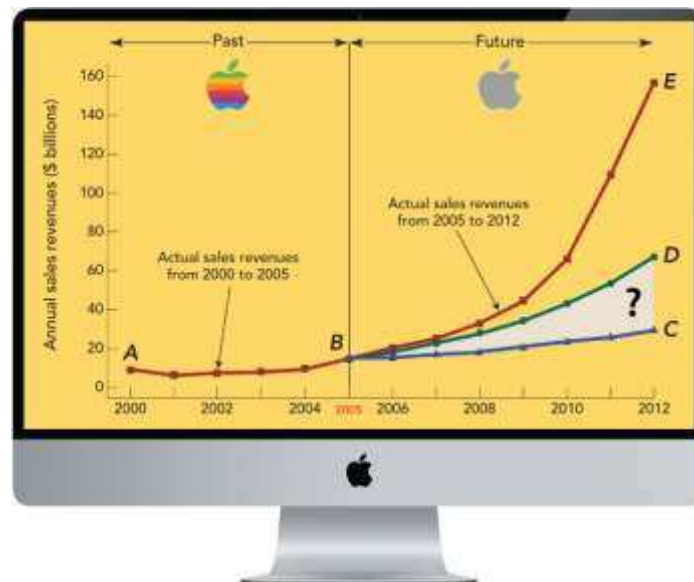 Past
Future
160
140
120
100
80
60
40
20
0
Annual sales revenues ($ billions)
Actual sales revenues
from 2000 to 2005
Actual sales revenues
from 2005 to 2012
A
B
E
D
?
C
2000
2002
2004
2005
2006
2008
2010
2012